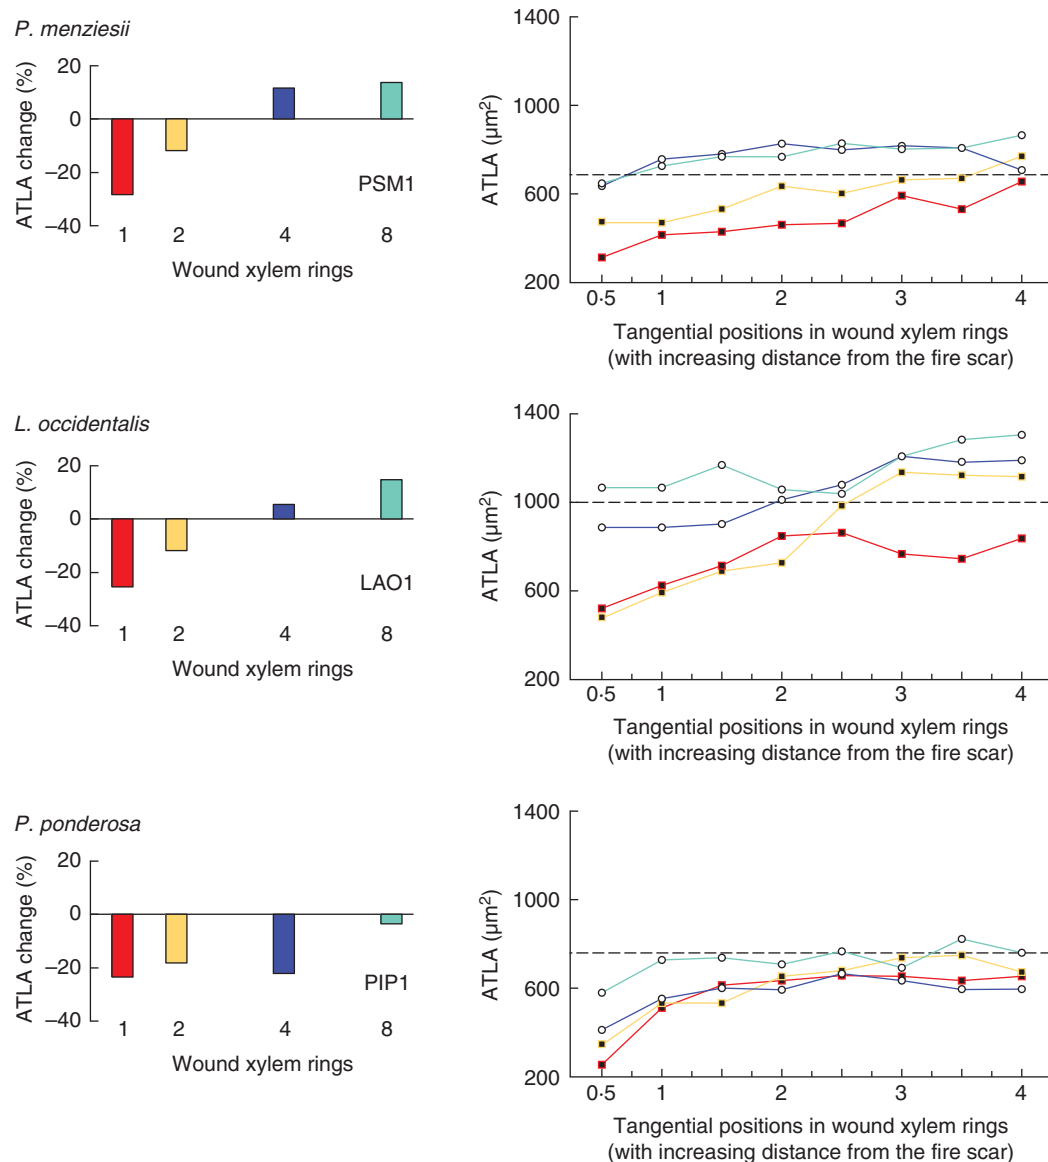 P. menziesii
ATLA change (%)
20
0
–20
–40
1
2
4
8
PSM1
Wound xylem rings
ATLA (µm²)
1400
1000
600
200
0·5
1
2
3
4
Tangential positions in wound xylem rings
(with increasing distance from the fire scar)
L. occidentalis
ATLA change (%)
20
0
–20
–40
1
2
4
8
LAO1
Wound xylem rings
ATLA (µm²)
1400
1000
600
200
0·5
1
2
3
4
Tangential positions in wound xylem rings
(with increasing distance from the fire scar)
P. ponderosa
ATLA change (%)
20
0
–20
–40
1
2
4
8
PIP1
Wound xylem rings
ATLA (µm²)
1400
1000
600
200
0·5
1
2
3
4
Tangential positions in wound xylem rings
(with increasing distance from the fire scar)